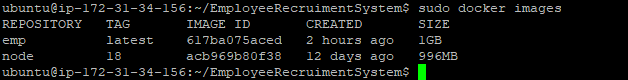 ubuntu@ip-172-31-34-156:~/EmployeeRecruimentSystem$ sudo docker images
REPOSITORY   TAG       IMAGE ID       CREATED       SIZE
emp          latest    617ba075aced   2 hours ago   1GB
node         18        acb969b80f38   12 days ago   996MB
ubuntu@ip-172-31-34-156:~/EmployeeRecruimentSystem$